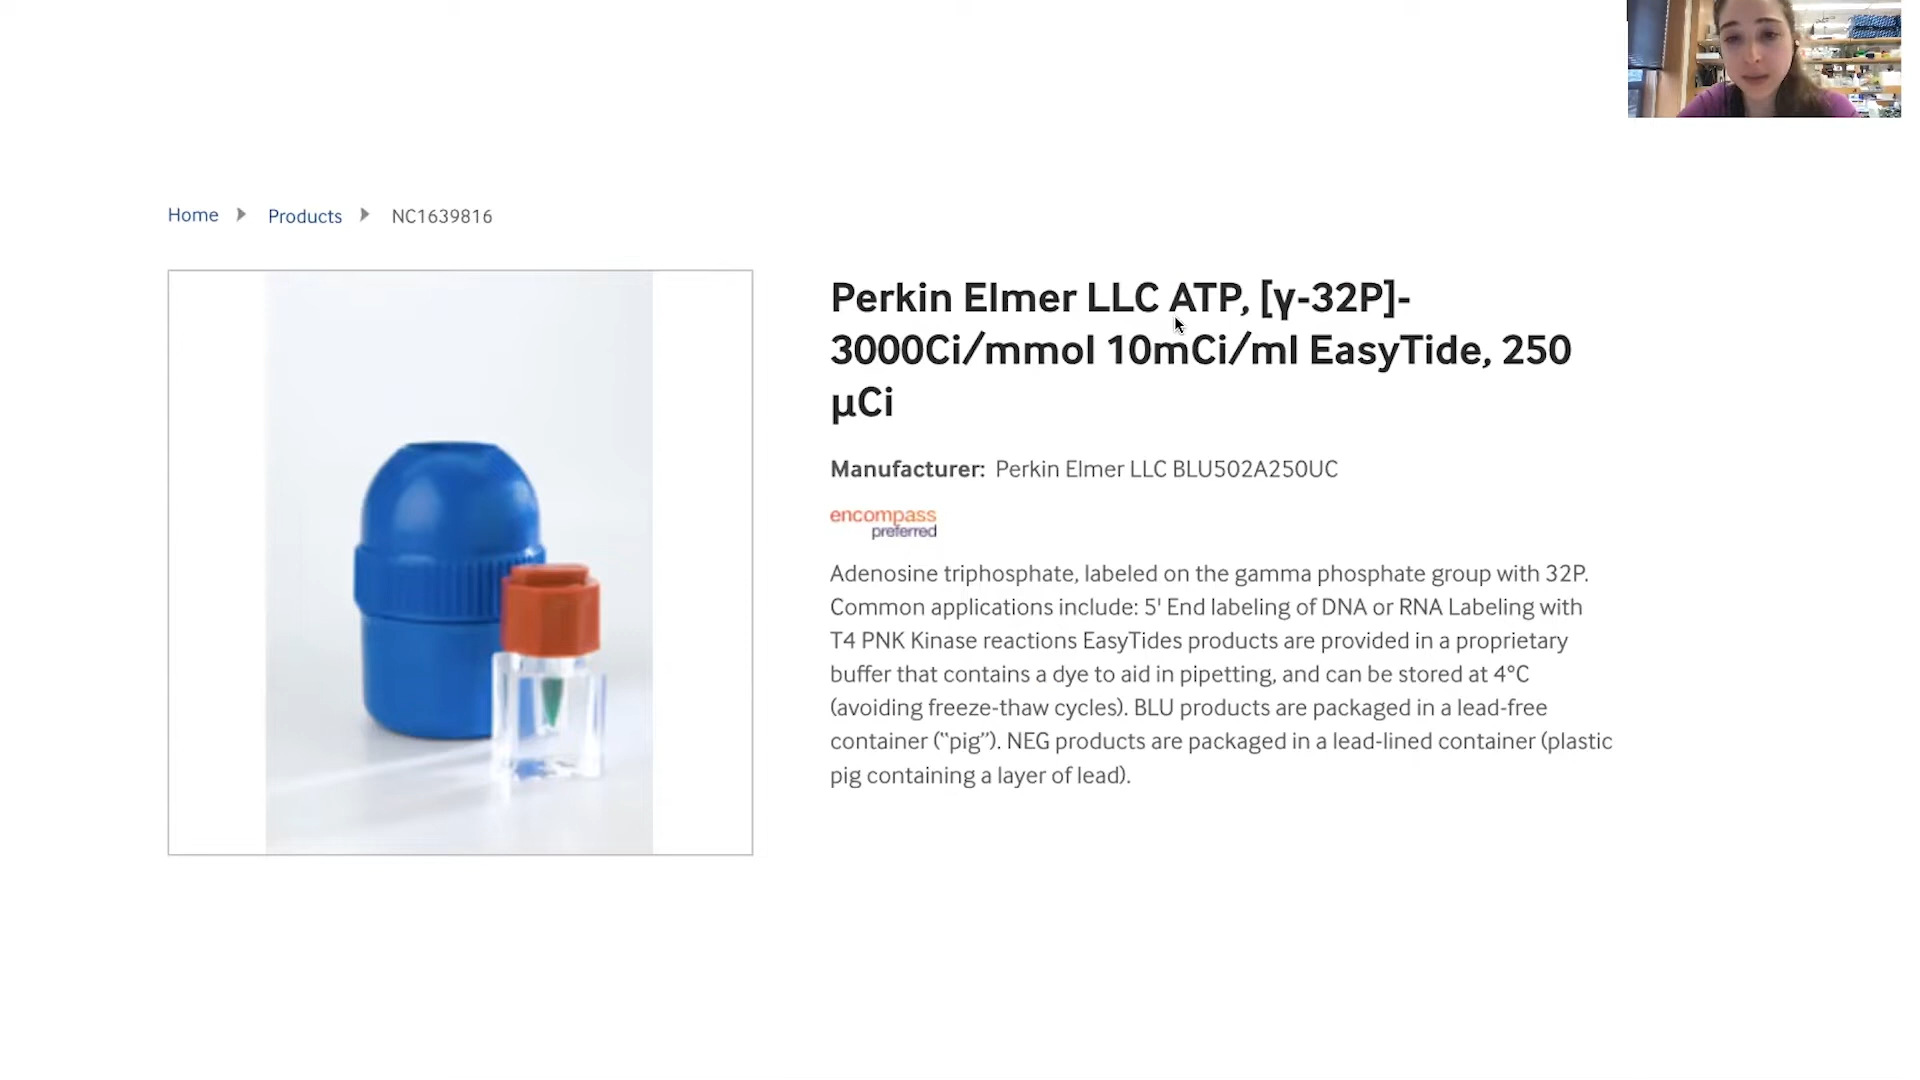 Home Products NC1639816
Perkin Elmer LLC ATP, [γ-32P]-
3000Ci/mmol 10mCi/ml EasyTide, 250
µCi
Manufacturer: Perkin Elmer LLC BLU502A250UC
encompass
preferred
Adenosine triphosphate, labeled on the gamma phosphate group with 32P.
Common applications include: 5' End labeling of DNA or RNA Labeling with
T4 PNK Kinase reactions EasyTides products are provided in a proprietary
buffer that contains a dye to aid in pipetting, and can be stored at 4°C
(avoiding freeze-thaw cycles). BLU products are packaged in a lead-free
container (“pig”). NEG products are packaged in a lead-lined container (plastic
pig containing a layer of lead).